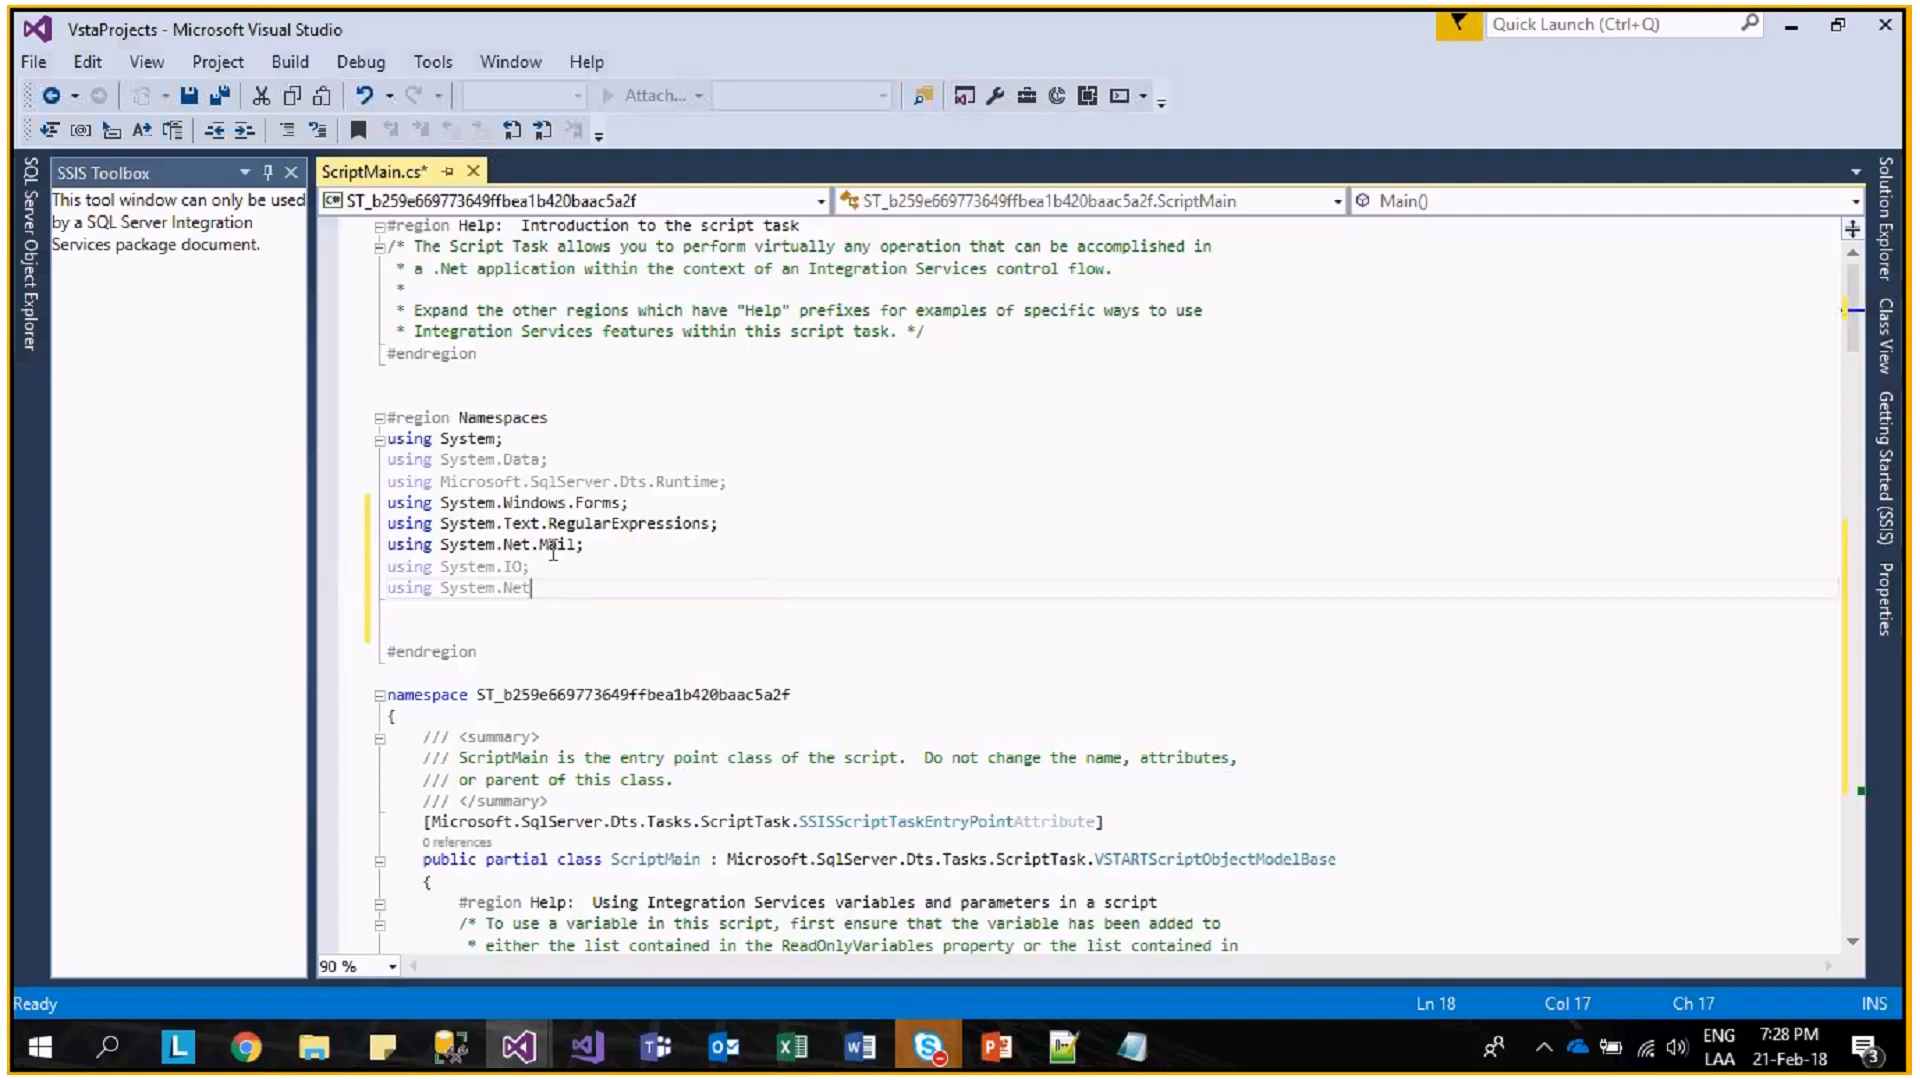 VstaProjects - Microsoft Visual Studio
Quick Launch (Ctrl+Q)
File Edit View Project Build Debug Tools Window Help
Attach...
SQL Server Object Explorer
SSIS Toolbox
This tool window can only be used
by a SQL Server Integration
Services package document.
ScriptMain.cs*
ST_b259e669773649ffbea1b420baac5a2f
ST_b259e669773649ffbea1b420baac5a2f.ScriptMain
Main()
#region Help:  Introduction to the script task
/* The Script Task allows you to perform virtually any operation that can be accomplished in
* a .Net application within the context of an Integration Services control flow.
*
* Expand the other regions which have "Help" prefixes for examples of specific ways to use
* Integration Services features within this script task. */
#endregion
#region Namespaces
using System;
using System.Data;
using Microsoft.SqlServer.Dts.Runtime;
using System.Windows.Forms;
using System.Text.RegularExpressions;
using System.Net.Mail;
using System.IO;
using System.Net
#endregion
namespace ST_b259e669773649ffbea1b420baac5a2f
{
/// <summary>
/// ScriptMain is the entry point class of the script.  Do not change the name, attributes,
/// or parent of this class.
/// </summary>
[Microsoft.SqlServer.Dts.Tasks.ScriptTask.SSISScriptTaskEntryPointAttribute]
0 references
public partial class ScriptMain : Microsoft.SqlServer.Dts.Tasks.ScriptTask.VSTARTScriptObjectModelBase
{
#region Help:  Using Integration Services variables and parameters in a script
/* To use a variable in this script, first ensure that the variable has been added to
* either the list contained in the ReadOnlyVariables property or the list contained in
90 %
Solution Explorer
Class View
Getting Started (SSIS)
Properties
Ready
Ln 18
Col 17
Ch 17
INS
ENG
LAA
7:28 PM
21-Feb-18
3